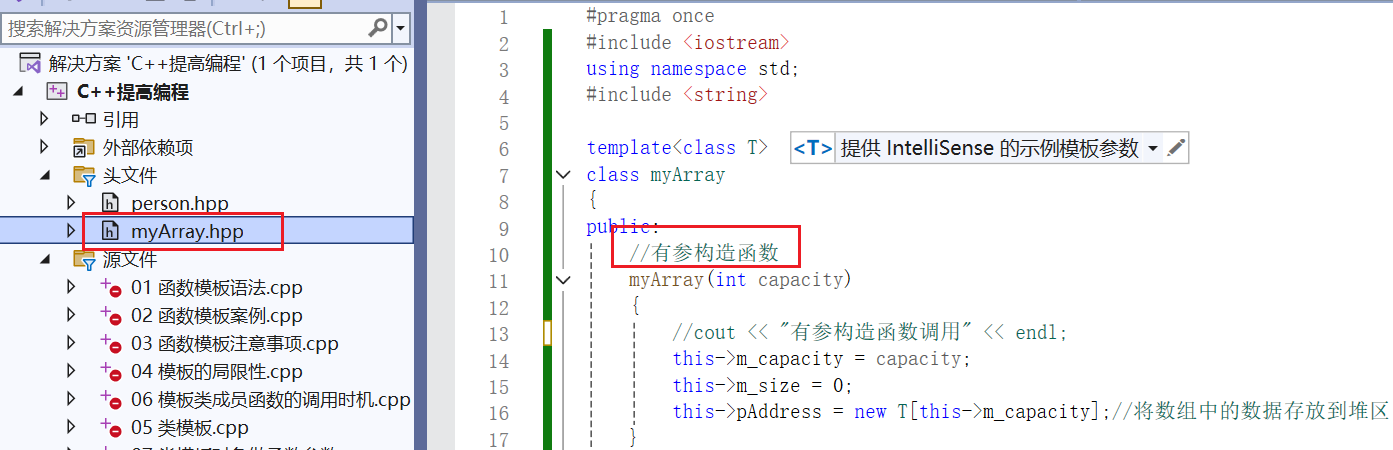 搜索解决方案资源管理器(Ctrl+;)
解决方案 'C++提高编程' (1 个项目，共 1 个)
C++提高编程
引用
外部依赖项
头文件
person.hpp
myArray.hpp
源文件
01 函数模板语法.cpp
02 函数模板案例.cpp
03 函数模板注意事项.cpp
04 模板的局限性.cpp
06 模板类成员函数的调用时机.cpp
05 类模板.cpp
1 #pragma once
2 #include <iostream>
3 using namespace std;
4 #include <string>
5
6 template<class T> <T> 提供 IntelliSense 的示例模板参数
7 class myArray
8 {
9 public:
10 //有参构造函数
11 myArray(int capacity)
12 {
13 //cout << "有参构造函数调用" << endl;
14 this->m_capacity = capacity;
15 this->m_size = 0;
16 this->pAddress = new T[this->m_capacity];//将数组中的数据存放到堆区
17 }